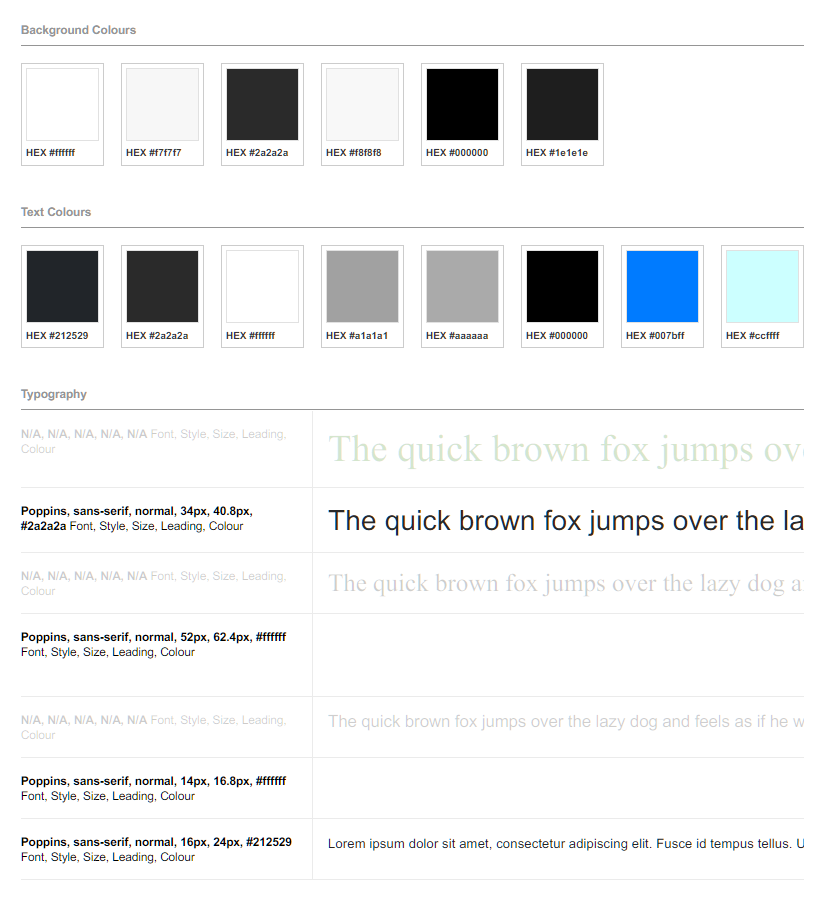 Background Colours
HEX #ffffff HEX #f7f7f7 HEX #2a2a2a HEX #f8f8f8 HEX #000000 HEX #1e1e1e
Text Colours
HEX #212529 HEX #2a2a2a HEX #ffffff HEX #a1a1a1 HEX #aaaaaa HEX #000000 HEX #007bff HEX #ccffff
Typography
N/A, N/A, N/A, N/A, N/A Font, Style, Size, Leading,
Colour
The quick brown fox jumps ov
Poppins, sans-serif, normal, 34px, 40.8px,
#2a2a2a Font, Style, Size, Leading, Colour
The quick brown fox jumps over the la
N/A, N/A, N/A, N/A, N/A Font, Style, Size, Leading,
Colour
The quick brown fox jumps over the lazy dog a
Poppins, sans-serif, normal, 52px, 62.4px, #ffffff
Font, Style, Size, Leading, Colour
N/A, N/A, N/A, N/A, N/A Font, Style, Size, Leading,
Colour
The quick brown fox jumps over the lazy dog and feels as if he w
Poppins, sans-serif, normal, 14px, 16.8px, #ffffff
Font, Style, Size, Leading, Colour
Poppins, sans-serif, normal, 16px, 24px, #212529
Font, Style, Size, Leading, Colour
Lorem ipsum dolor sit amet, consectetur adipiscing elit. Fusce id tempus tellus. U